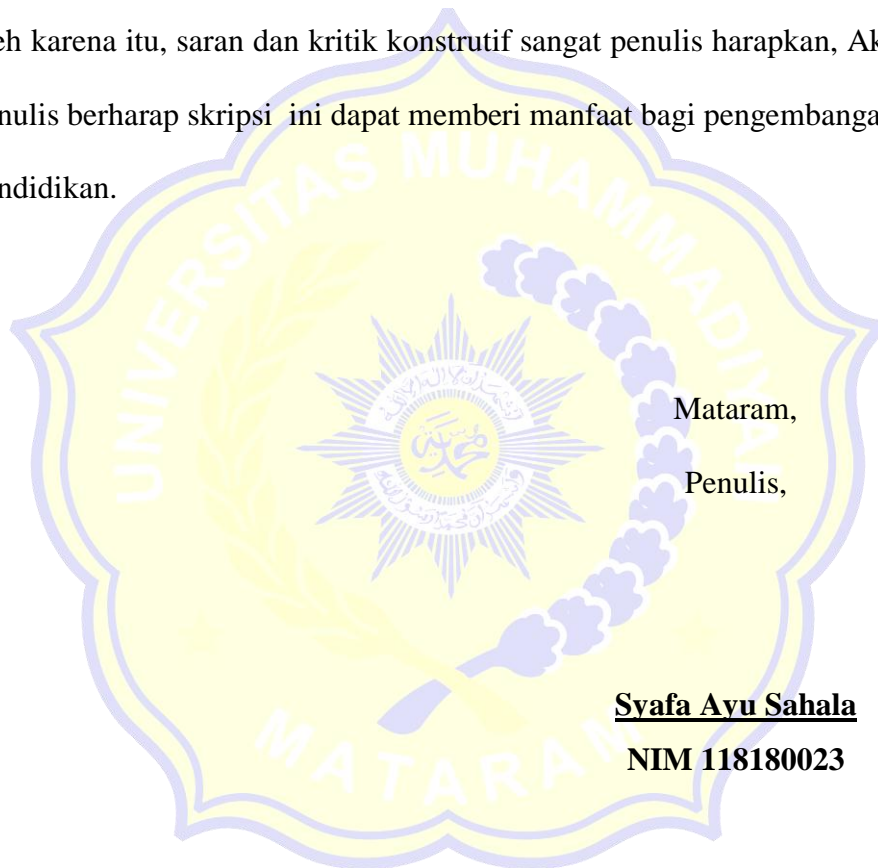 eh karena itu, saran dan kritik konstrutif sangat penulis harapkan, Ak
nulis berharap skripsi  ini dapat memberi manfaat bagi pengembanga
ndidikan.
UNIVERSITAS MUHAMMADIYAH
Mataram,
Penulis,
Syafa Ayu Sahala
NIM 118180023
MATARAM